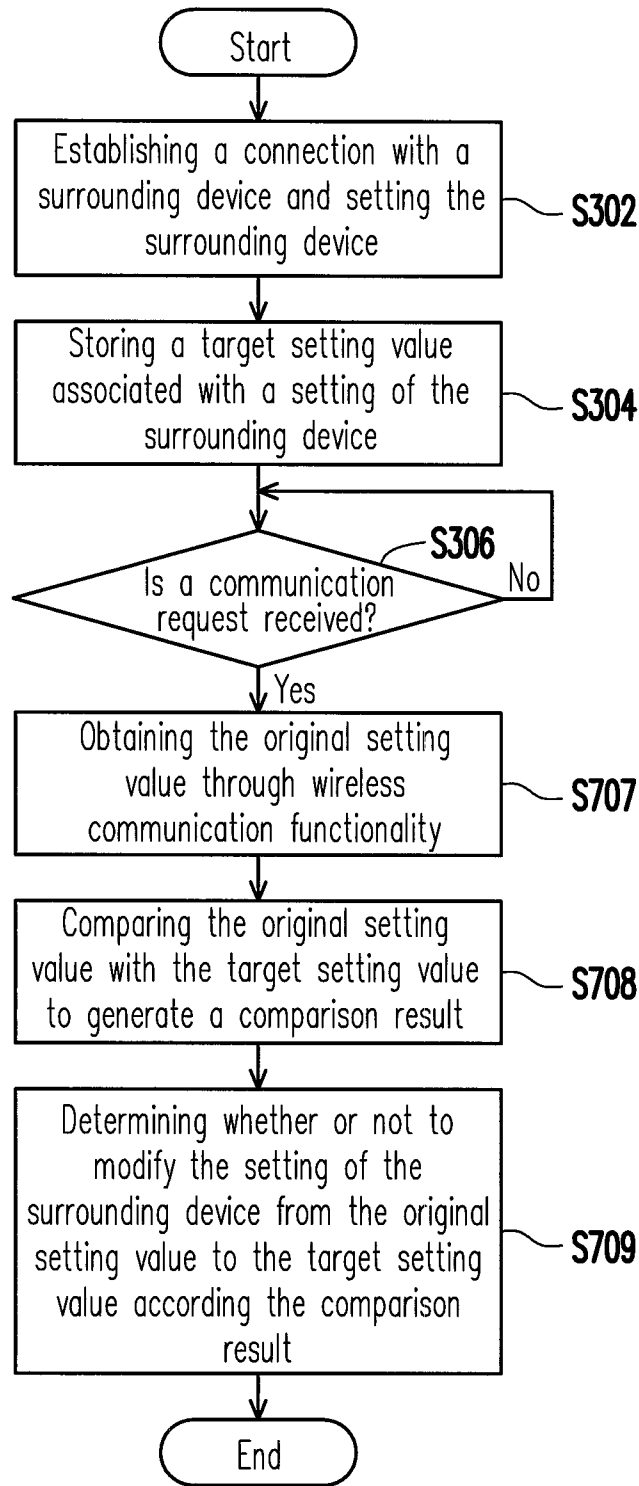 Start
Establishing a connection with a
surrounding device and setting the
surrounding device
S302
Storing a target setting value
associated with a setting of the
surrounding device
S304
S306
Is a communication
request received?
No
Yes
Obtaining the original setting
value through wireless
communication functionality
S707
Comparing the original setting
value with the target setting value
to generate a comparison result
S708
Determining whether or not to
modify the setting of the
surrounding device from the original
setting value to the target setting
value according the comparison
result
S709
End